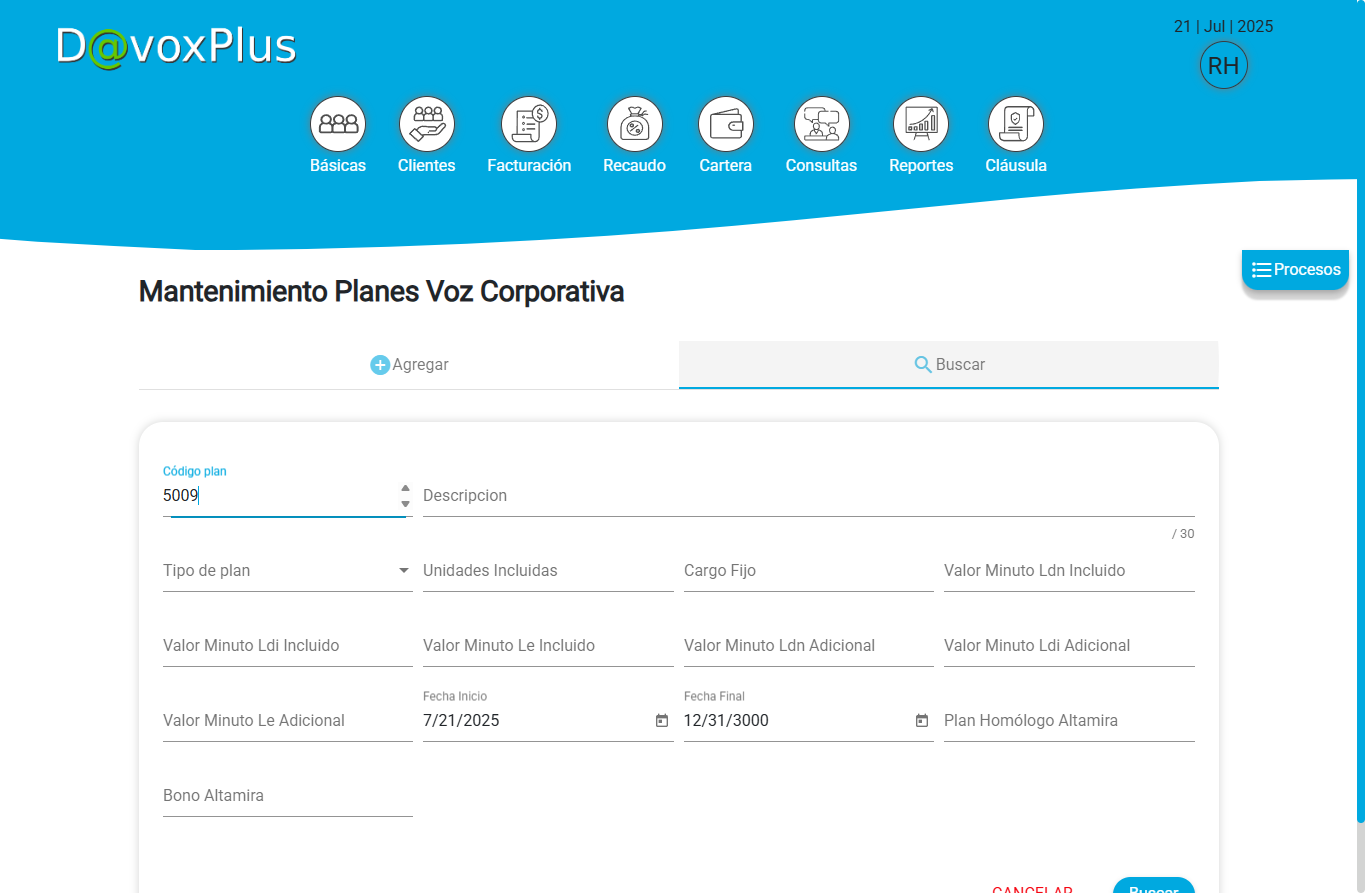 D@voxPlus
21 | Jul | 2025
RH
Básicas Clientes Facturación Recaudo Cartera Consultas Reportes Cláusula
Procesos
Mantenimiento Planes Voz Corporativa
Agregar Buscar
Código plan
5009 Descripcion
/ 30
Tipo de plan Unidades Incluidas Cargo Fijo Valor Minuto Ldn Incluido
Valor Minuto Ldi Incluido Valor Minuto Le Incluido Valor Minuto Ldn Adicional Valor Minuto Ldi Adicional
Fecha Inicio Fecha Final
Valor Minuto Le Adicional 7/21/2025 12/31/3000 Plan Homólogo Altamira
Bono Altamira
CANCELAR Buscar